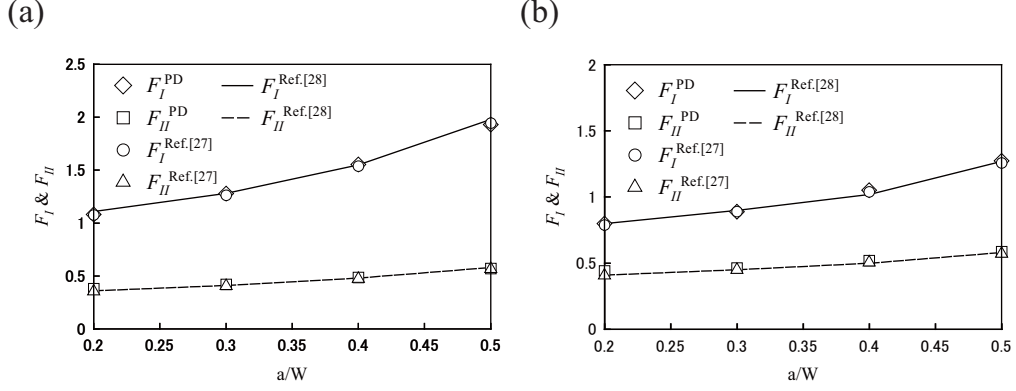 (a)
2.5
2
1.5
1
0.5
0
0.2
0.25
0.3
0.35
0.4
0.45
0.5
a/W
F_I & F_II
F_I^PD
F_II^PD
F_I^Ref.[27]
F_II^Ref.[27]
F_I^Ref.[28]
F_II^Ref.[28]
(b)
2
1.5
1
0.5
0
0.2
0.25
0.3
0.35
0.4
0.45
0.5
a/W
F_I & F_II
F_I^PD
F_II^PD
F_I^Ref.[27]
F_II^Ref.[27]
F_I^Ref.[28]
F_II^Ref.[28]